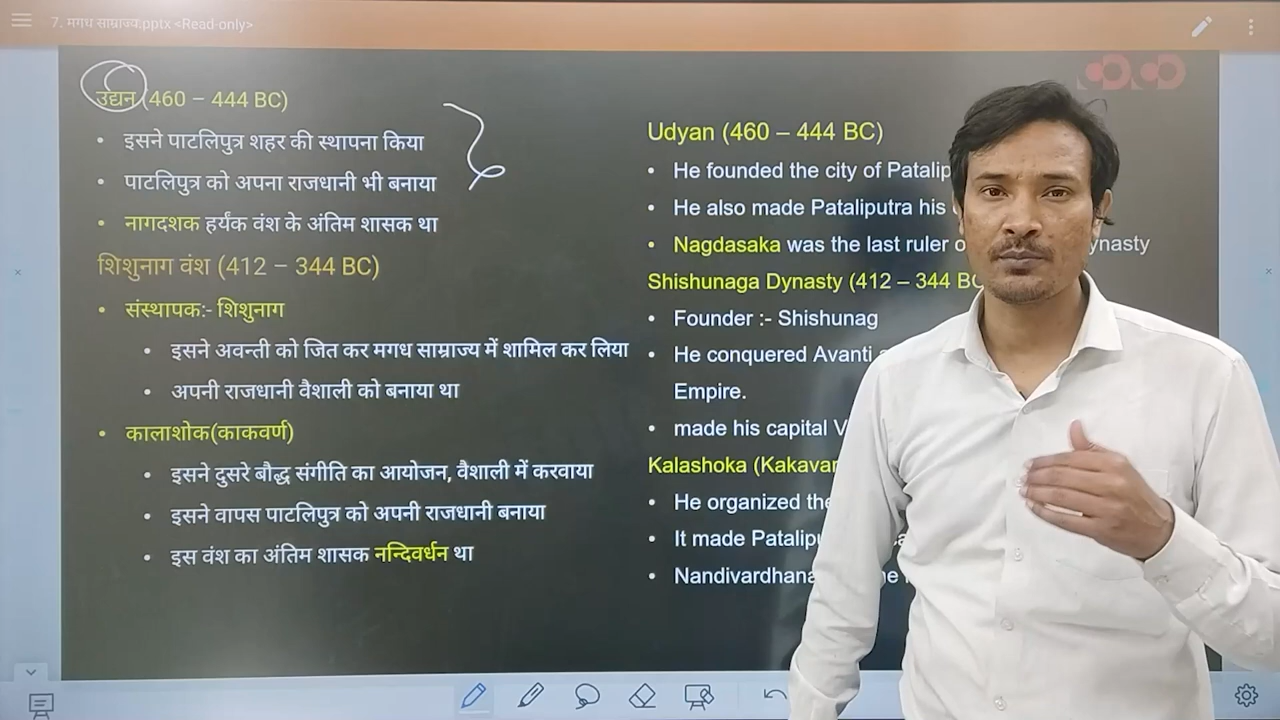 7. मगध साम्राज्य.pptx <Read-only>
उद्यन (460 – 444 BC)
• इसने पाटलिपुत्र शहर की स्थापना किया
• पाटलिपुत्र को अपना राजधानी भी बनाया
• नागदशक हर्यंक वंश के अंतिम शासक था
शिशुनाग वंश (412 – 344 BC)
• संस्थापक:- शिशुनाग
• इसने अवन्ती को जित कर मगध साम्राज्य में शामिल कर लिया
• अपनी राजधानी वैशाली को बनाया था
• कालाशोक(काकवर्ण)
• इसने दुसरे बौद्ध संगीति का आयोजन, वैशाली में करवाया
• इसने वापस पाटलिपुत्र को अपनी राजधानी बनाया
• इस वंश का अंतिम शासक नन्दिवर्धन था
Udyan (460 – 444 BC)
• He founded the city of
• He also made Pataliputra his
• Nagdasaka was the last ruler
Shishunaga Dynasty (412 – 344 BC
• Founder :- Shishunag
• He conquered Avanti
Empire.
• made his capital
Kalashoka
• He organized the
• It made
• Nandivardhana